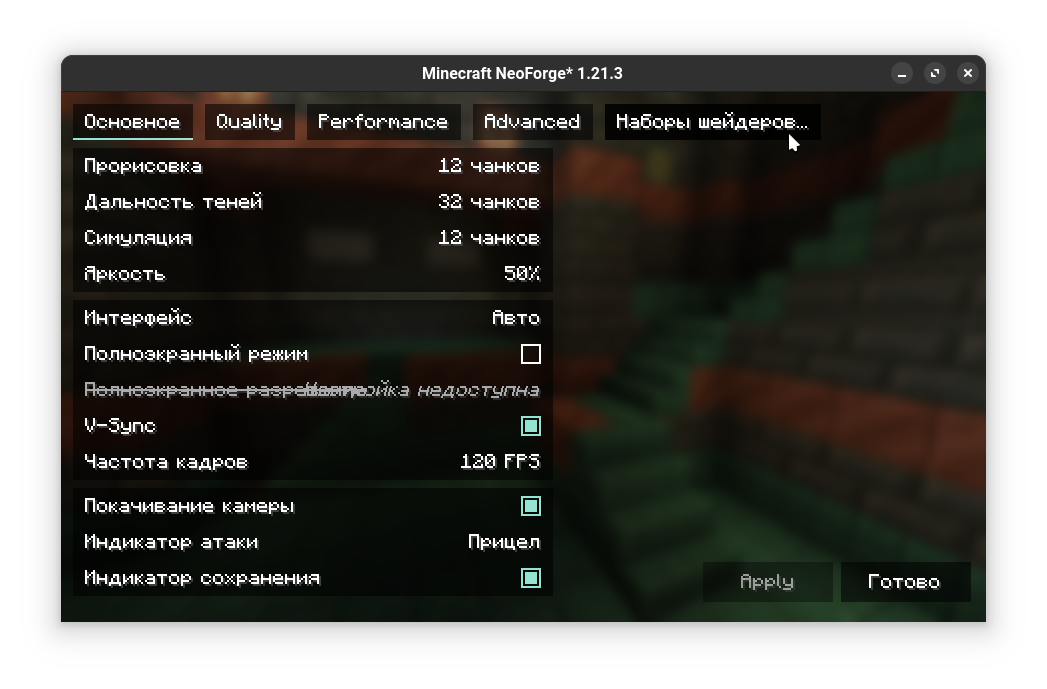 Minecraft NeoForge* 1.21.3
Основное Quality Performance Advanced Наборы шейдеров...
Прорисовка 12 чанков
Дальность теней 32 чанков
Симуляция 12 чанков
Яркость 50%
Интерфейс Авто
Полноэкранный режим
Полноэкранное недоступна
V-Sync
Частота кадров 120 FPS
Покачивание камеры
Индикатор атаки Прицел
Индикатор сохранения
Apply Готово